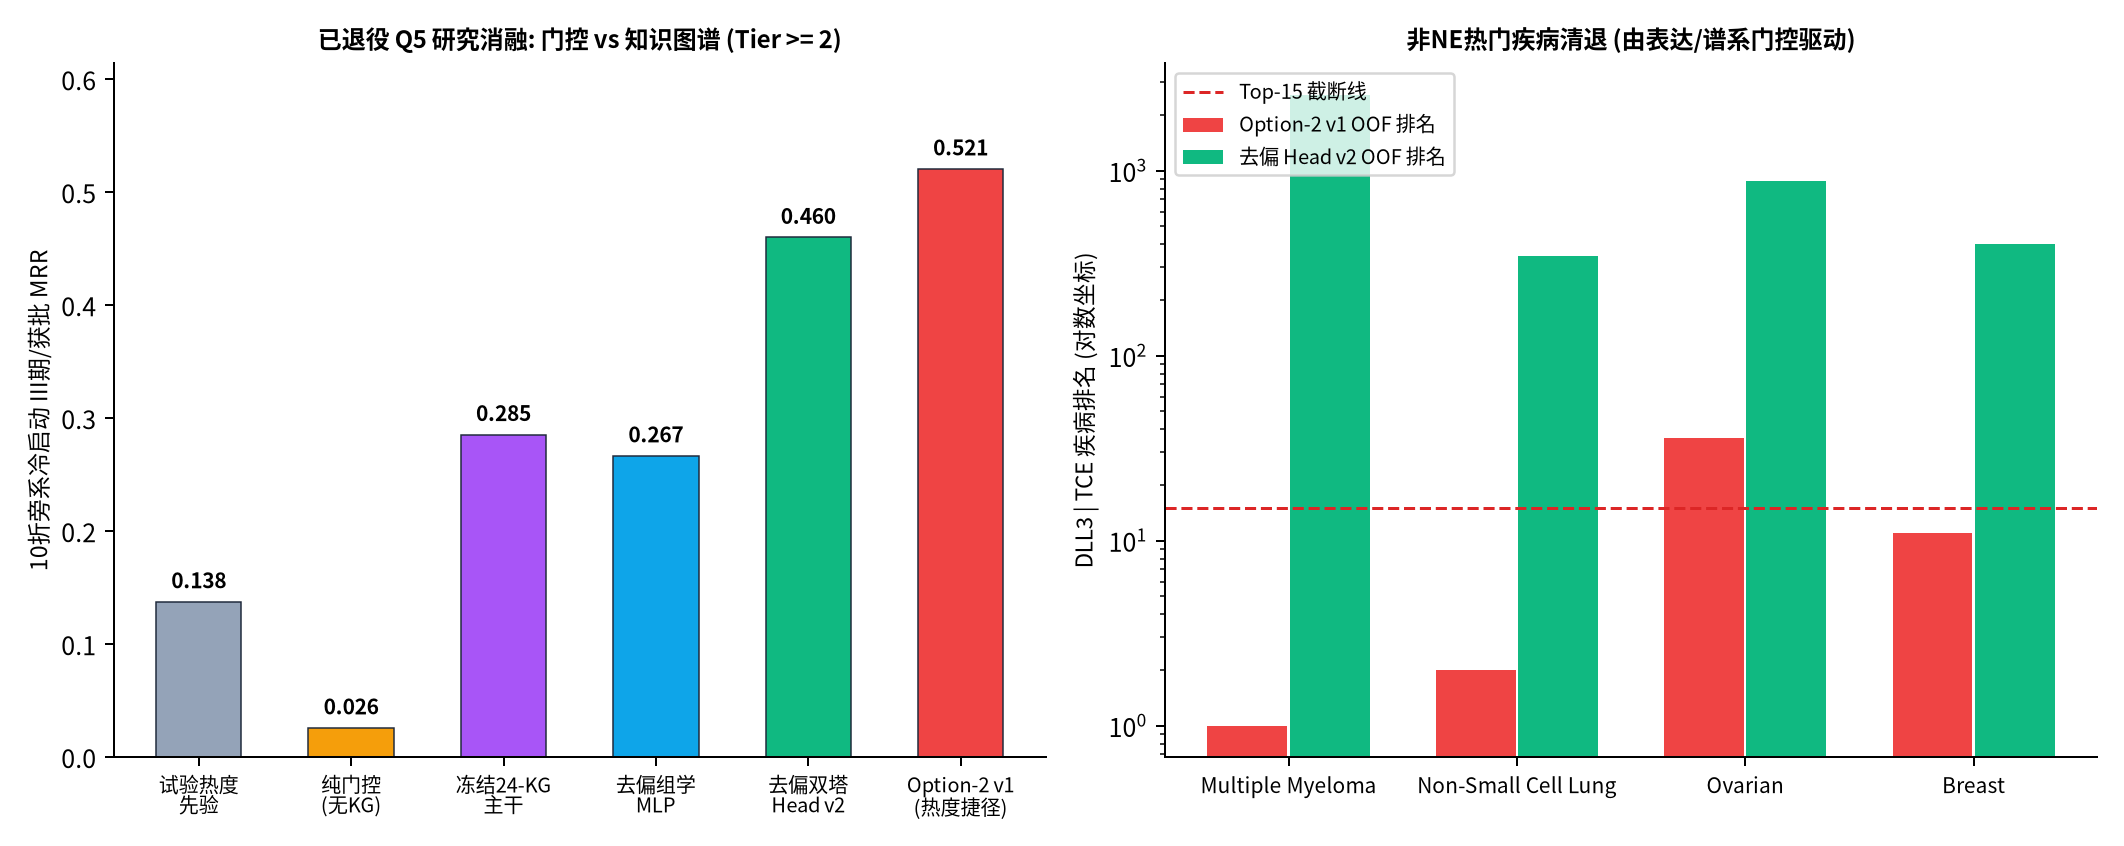 已退役 Q5 研究消融: 门控 vs 知识图谱 (Tier >= 2)
10折旁系冷启动 III期/获批 MRR
0.6
0.5
0.4
0.3
0.2
0.1
0.0
0.138
0.026
0.285
0.267
0.460
0.521
试验热度
先验
纯门控
(无KG)
冻结24-KG
主干
去偏组学
MLP
去偏双塔
Head v2
Option-2 v1
(热度捷径)
非NE热门疾病清退 (由表达/谱系门控驱动)
DLL3 | TCE 疾病排名 (对数坐标)
Top-15 截断线
Option-2 v1 OOF 排名
去偏 Head v2 OOF 排名
10³
10²
10¹
10⁰
Multiple Myeloma
Non-Small Cell Lung
Ovarian
Breast